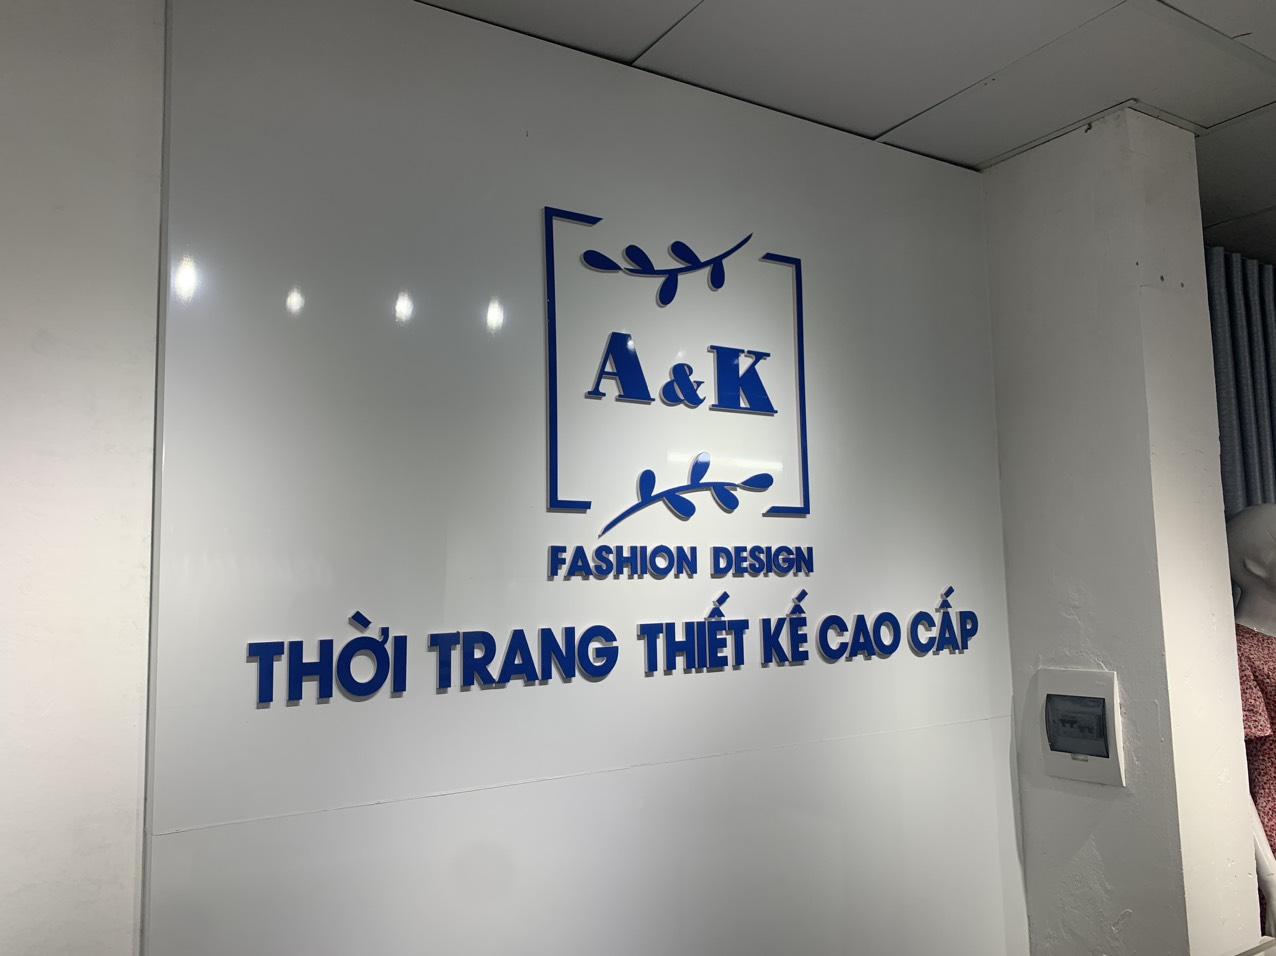 A&K
FASHION DESIGN
THỜI TRANG THIẾT KẾ CAO CẤP